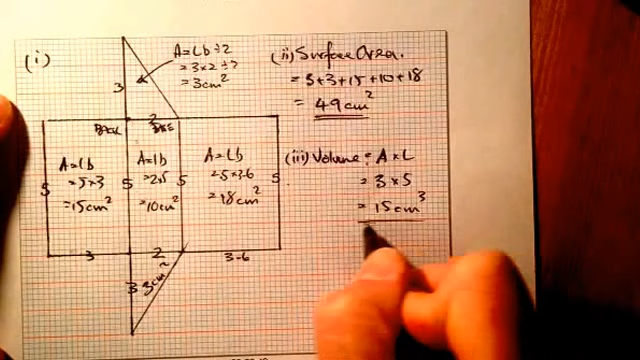 (i)
A=Lb÷2
=3×2÷2
=3cm²
3
2
BACK
BASE
A=Lb
=5×3
=15cm²
5
5
A=lb
=2×5
=10cm²
5
A=Lb
=5×3.6
=18cm²
5
3
2
3.6
3
3cm²
(ii) Surface Area.
=3+3+15+10+18
= 49cm²
(iii) Volume = A×L
= 3×5
= 15cm³